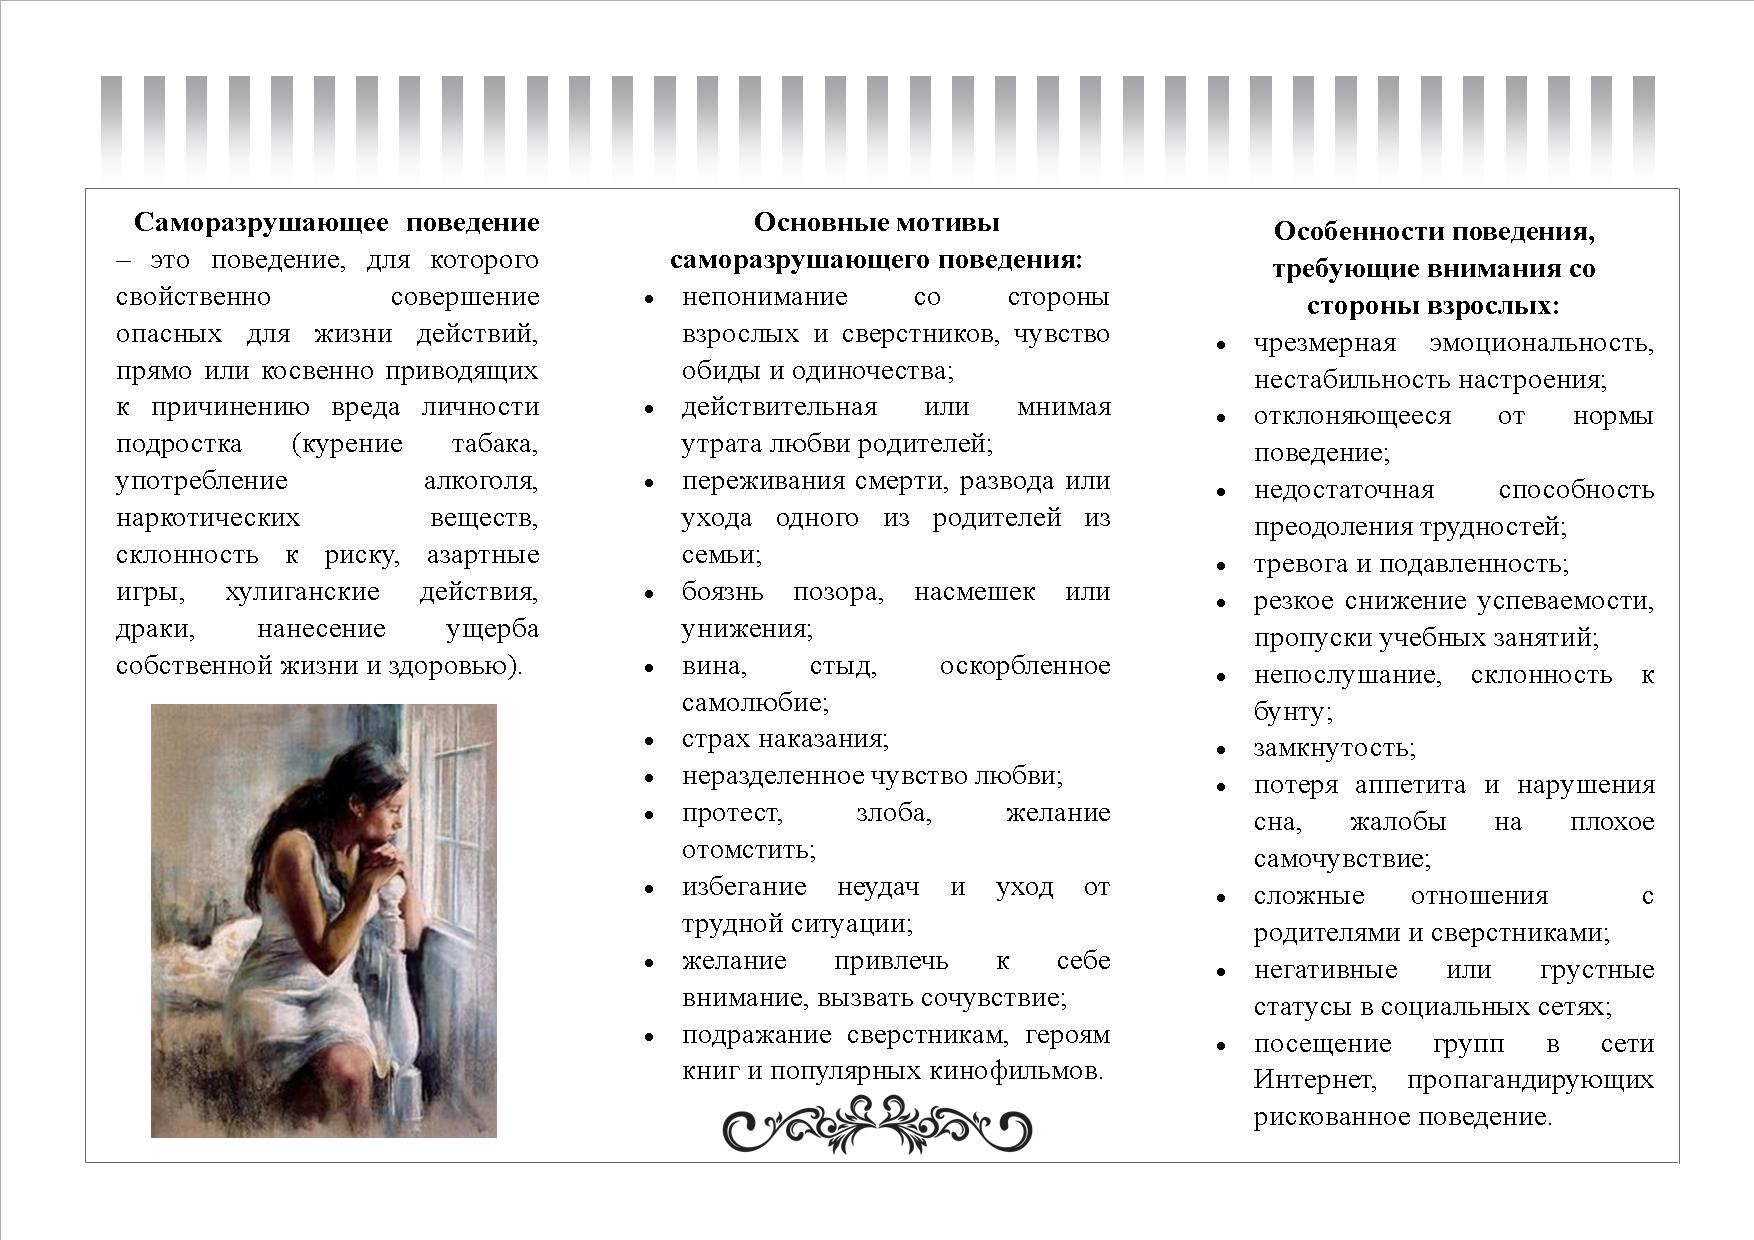 Саморазрушающее поведение
– это поведение, для которого
свойственно совершение
опасных для жизни действий,
прямо или косвенно приводящих
к причинению вреда личности
подростка (курение табака,
употребление алкоголя,
наркотических веществ,
склонность к риску, азартные
игры, хулиганские действия,
драки, нанесение ущерба
собственной жизни и здоровью).
Основные мотивы
саморазрушающего поведения:
• непонимание со стороны
взрослых и сверстников, чувство
обиды и одиночества;
• действительная или мнимая
утрата любви родителей;
• переживания смерти, развода или
ухода одного из родителей из
семьи;
• боязнь позора, насмешек или
унижения;
• вина, стыд, оскорбленное
самолюбие;
• страх наказания;
• неразделенное чувство любви;
• протест, злоба, желание
отомстить;
• избегание неудач и уход от
трудной ситуации;
• желание привлечь к себе
внимание, вызвать сочувствие;
• подражание сверстникам, героям
книг и популярных кинофильмов.
Особенности поведения,
требующие внимания со
стороны взрослых:
• чрезмерная эмоциональность,
нестабильность настроения;
• отклоняющееся от нормы
поведение;
• недостаточная способность
преодоления трудностей;
• тревога и подавленность;
• резкое снижение успеваемости,
пропуски учебных занятий;
• непослушание, склонность к
бунту;
• замкнутость;
• потеря аппетита и нарушения
сна, жалобы на плохое
самочувствие;
• сложные отношения с
родителями и сверстниками;
• негативные или грустные
статусы в социальных сетях;
• посещение групп в сети
Интернет, пропагандирующих
рискованное поведение.